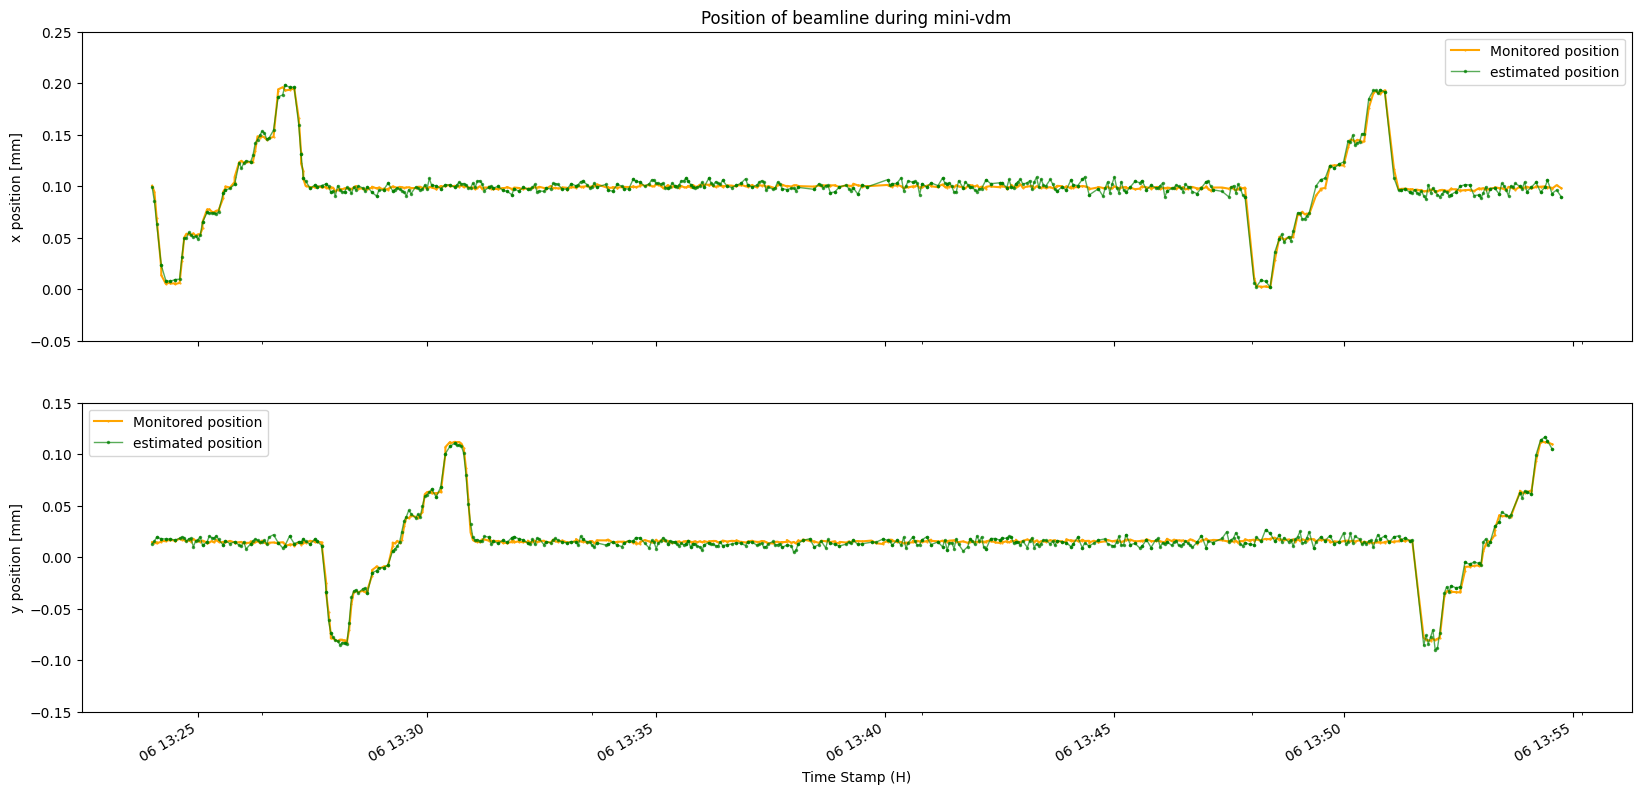 Position of beamline during mini-vdm
0.25
0.20
0.15
0.10
0.05
0.00
−0.05
x position [mm]
Monitored position
estimated position
0.15
0.10
0.05
0.00
−0.05
−0.10
−0.15
y position [mm]
Monitored position
estimated position
06 13:25
06 13:30
06 13:35
06 13:40
06 13:45
06 13:50
06 13:55
Time Stamp (H)